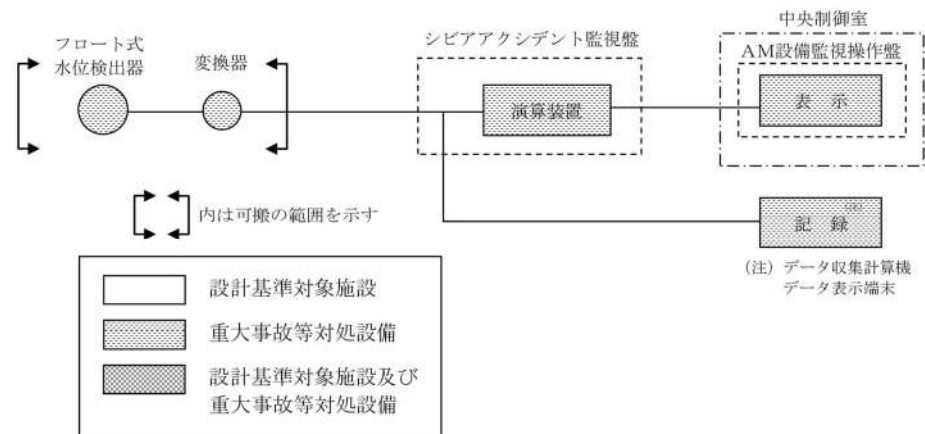 中央制御室
シビアアクシデント監視盤
AM設備監視操作盤
フロート式
水位検出器
変換器
演算装置
表 示
内は可搬の範囲を示す
記 録
(注) データ収集計算機
データ表示端末
設計基準対象施設
重大事故等対処設備
設計基準対象施設及び
重大事故等対処設備